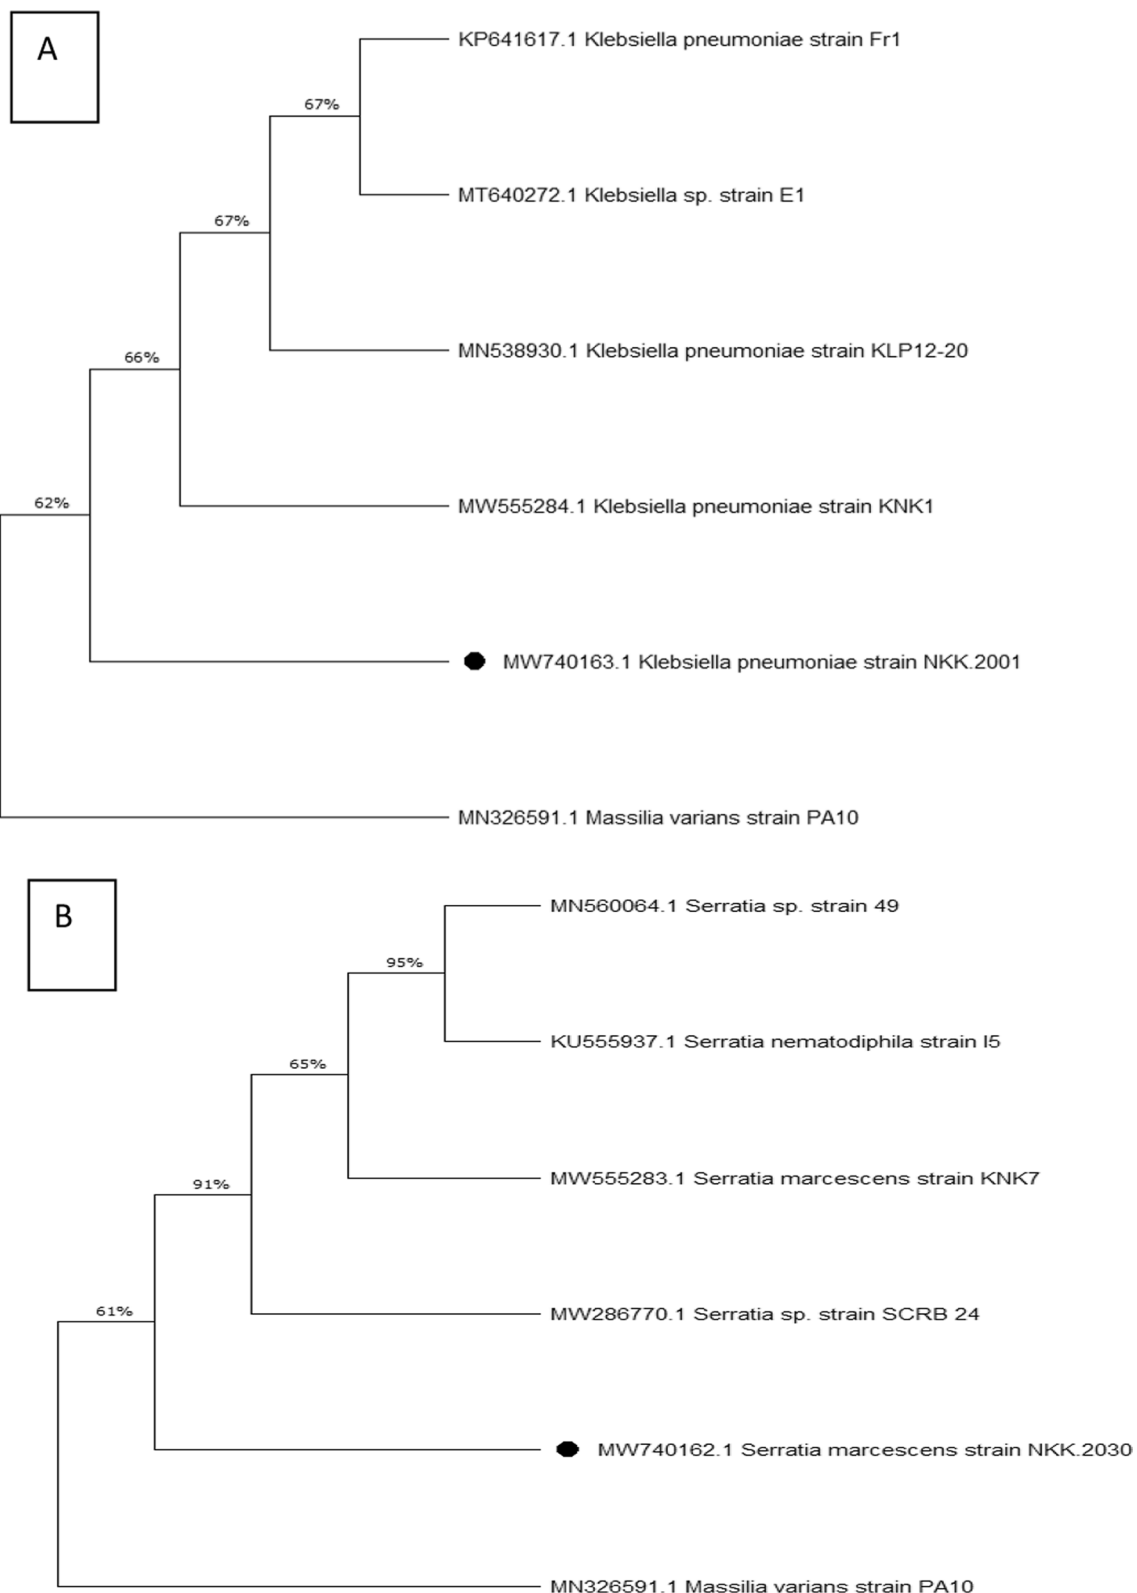 A
KP641617.1 Klebsiella pneumoniae strain Fr1
67%
MT640272.1 Klebsiella sp. strain E1
67%
MN538930.1 Klebsiella pneumoniae strain KLP12-20
66%
MW555284.1 Klebsiella pneumoniae strain KNK1
62%
MW740163.1 Klebsiella pneumoniae strain NKK.2001
MN326591.1 Massilia varians strain PA10
B
MN560064.1 Serratia sp. strain 49
95%
KU555937.1 Serratia nematodiphila strain I5
65%
MW555283.1 Serratia marcescens strain KNK7
91%
MW286770.1 Serratia sp. strain SCRB 24
61%
MW740162.1 Serratia marcescens strain NKK.2030
MN326591.1 Massilia varians strain PA10